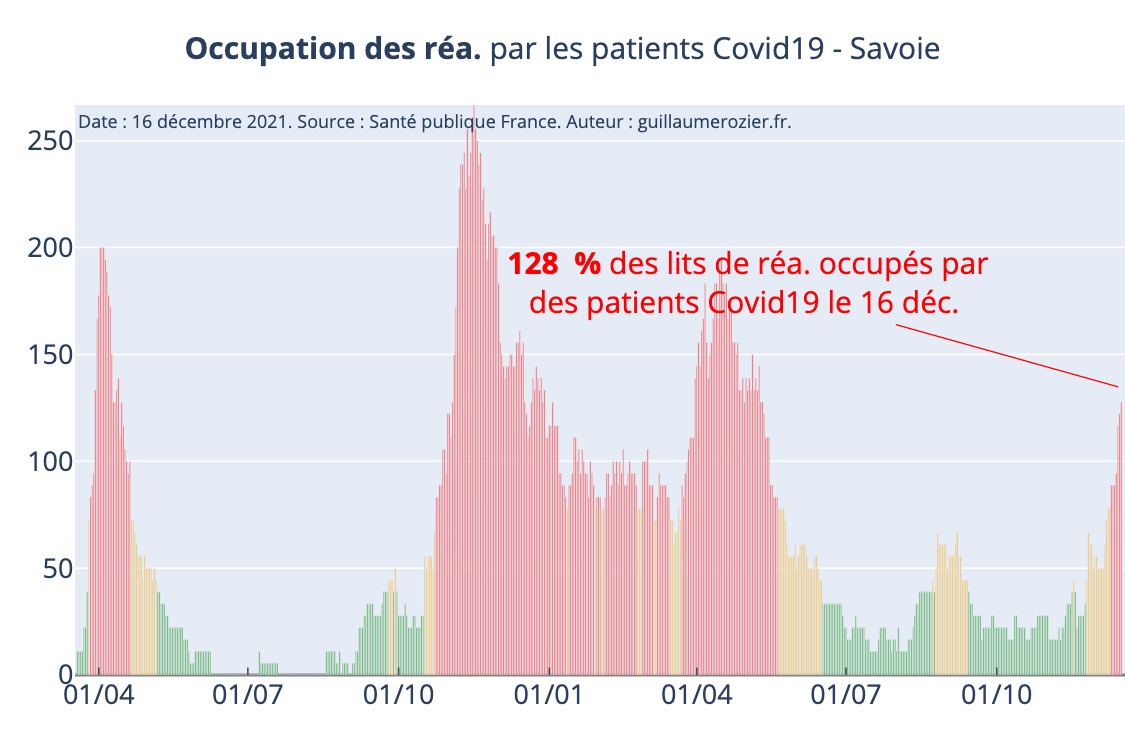 Occupation des réa. par les patients Covid19 - Savoie
Date : 16 décembre 2021. Source : Santé publique France. Auteur : guillaumerozier.fr.
250
200
128 % des lits de réa. occupés par
des patients Covid19 le 16 déc.
150
100
50
0
01/04 01/07 01/10 01/01 01/04 01/07 01/10